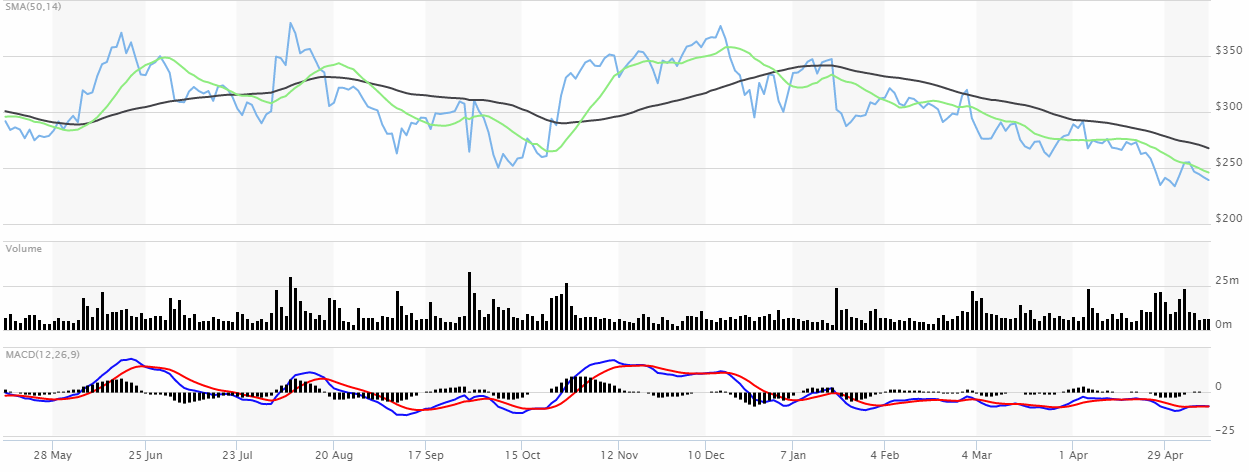 SMA(50,14)
$350
$300
$250
$200
Volume
25m
0m
MACD(12,26,9)
0
-25
28 May 25 Jun 23 Jul 20 Aug 17 Sep 15 Oct 12 Nov 10 Dec 7 Jan 4 Feb 4 Mar 1 Apr 29 Apr